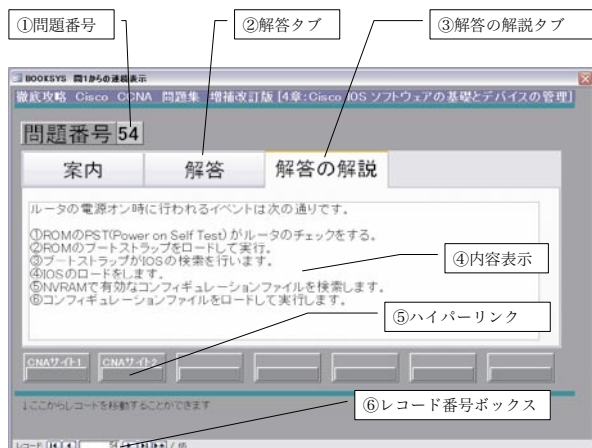 ①問題番号
②解答タブ
③解答の解説タブ
BOOKSYS 問1からの連続表示
徹底攻略 Cisco CCNA 問題集 増補改訂版 [4章:Cisco IOS ソフトウェアの基礎とデバイスの管理]
問題番号 54
案内
解答
解答の解説
ルータの電源オン時に行われるイベントは次の通りです。
①ROMのPST(Power on Self Test)がルータのチェックをする。
②ROMのブートストラップをロードして実行。
③ブートストラップがIOSの検索を行います。
④IOSのロードをします。
⑤NVRAMで有効なコンフィギュレーションファイルを検索します。
⑥コンフィギュレーションファイルをロードして実行します。
④内容表示
⑤ハイパーリンク
CNAサイト1
CNAサイト2
↓ここからレコードを移動することができます
⑥レコード番号ボックス
レコード
54